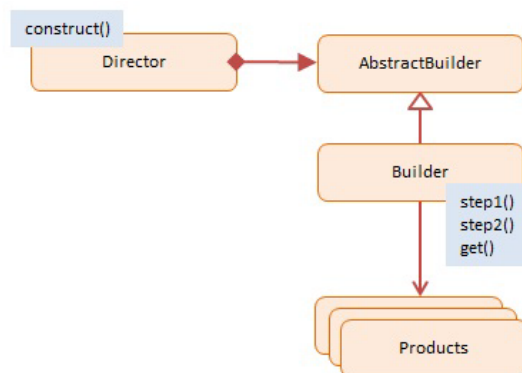 construct()
Director
AbstractBuilder
Builder
step1()
step2()
get()
Products